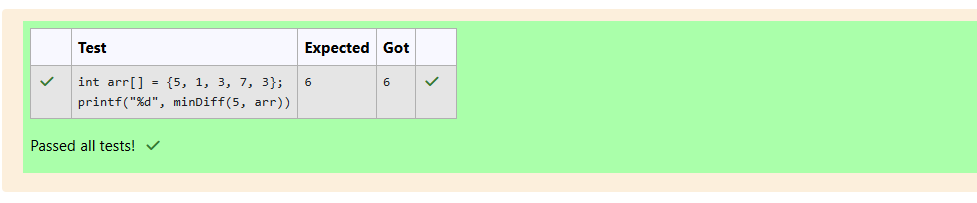 Test Expected Got
int arr[] = {5, 1, 3, 7, 3}; 6 6
printf("%d", minDiff(5, arr))
Passed all tests!